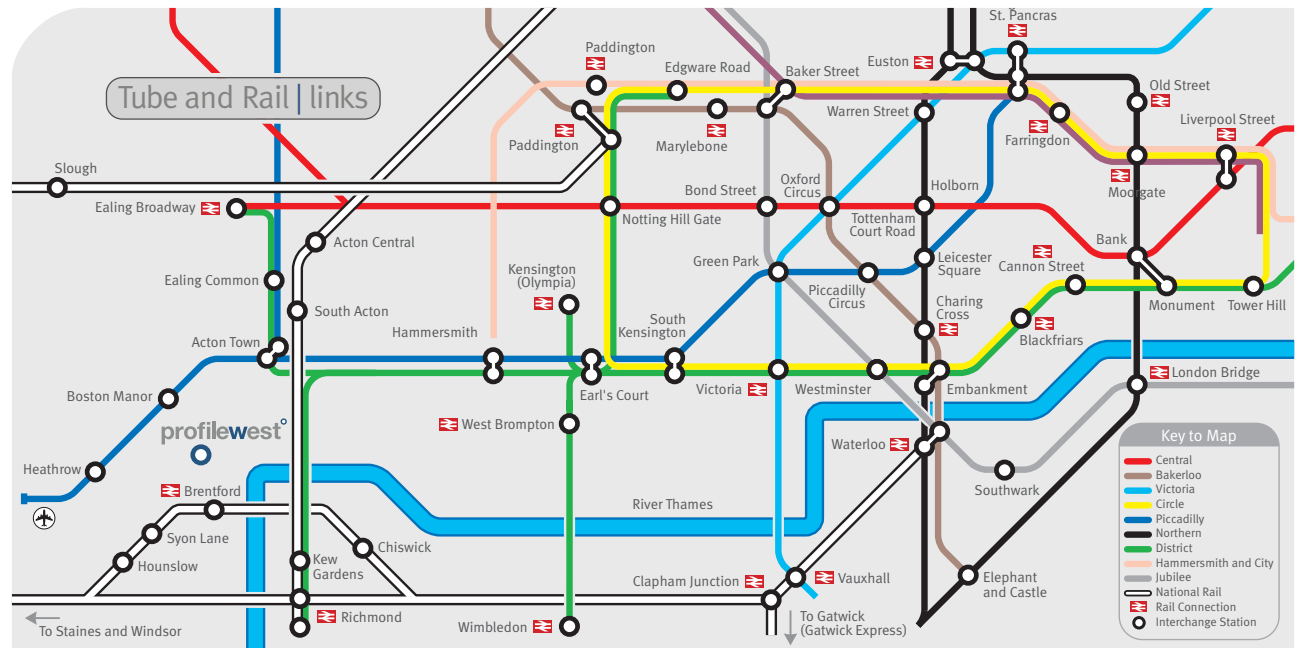 St. Pancras
Paddington
Edgware Road
Baker Street
Euston
Tube and Rail | links
Old Street
Warren Street
Liverpool Street
Paddington
Marylebone
Farringdon
Slough
Moorgate
Ealing Broadway
Bond Street
Oxford
Circus
Holborn
Notting Hill Gate
Tottenham
Court Road
Acton Central
Bank
Green Park
Leicester
Square
Cannon Street
Kensington
(Olympia)
Ealing Common
Piccadilly
Circus
Monument
Tower Hill
South Acton
Charing
Cross
Hammersmith
South
Kensington
Blackfriars
Acton Town
Earl's Court
Victoria
Westminster
Embankment
London Bridge
Boston Manor
profilewest°
West Brompton
Waterloo
Heathrow
Brentford
Southwark
River Thames
Syon Lane
Chiswick
Hounslow
Kew
Gardens
Clapham Junction
Vauxhall
Elephant
and Castle
Richmond
Wimbledon
To Staines and Windsor
To Gatwick
(Gatwick Express)
Key to Map
Central
Bakerloo
Victoria
Circle
Piccadilly
Northern
District
Hammersmith and City
Jubilee
National Rail
Rail Connection
Interchange Station